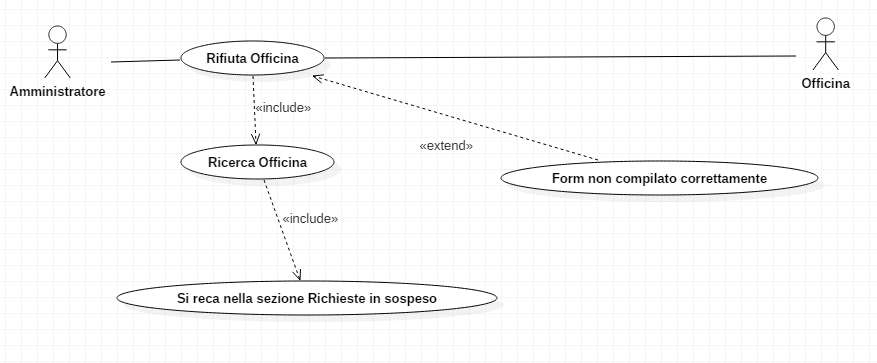 Rifiuta Officina
Amministratore
Officina
«include»
«extend»
Ricerca Officina
Form non compilato correttamente
«include»
Si reca nella sezione Richieste in sospeso